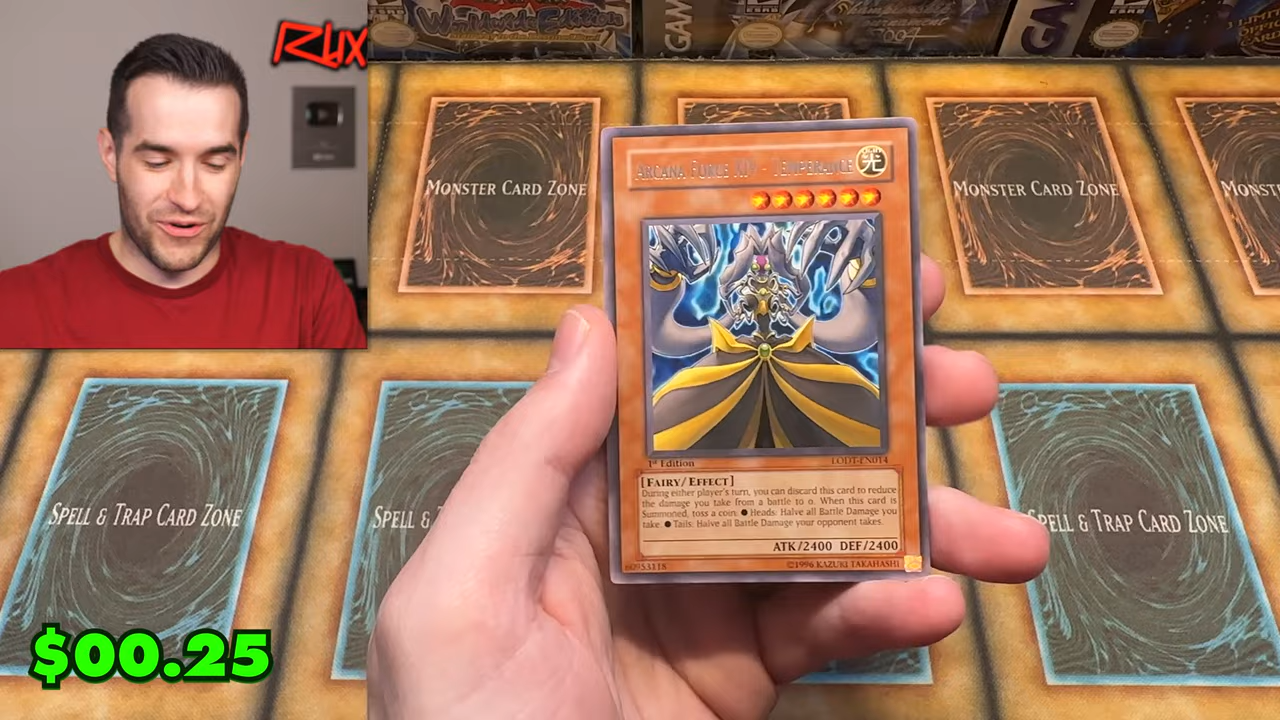 Rux
Worldwide Edition
2007
MONSTER CARD ZONE
MONSTER CARD ZONE
MONST
ARCANA FORCE XIV - TEMPERANCE
光
1st Edition
LODT-EN014
[FAIRY/EFFECT]
During either player's turn, you can discard this card to reduce
the damage you take from a battle to 0. When this card is
Summoned, toss a coin: ● Heads: Halve all Battle Damage you
take. ● Tails: Halve all Battle Damage your opponent takes.
ATK/2400 DEF/2400
60953118
©1996 KAZUKI TAKAHASHI
SPELL & TRAP CARD ZONE
SPELL & T
SPELL & TRAP CARD ZONE
$00.25